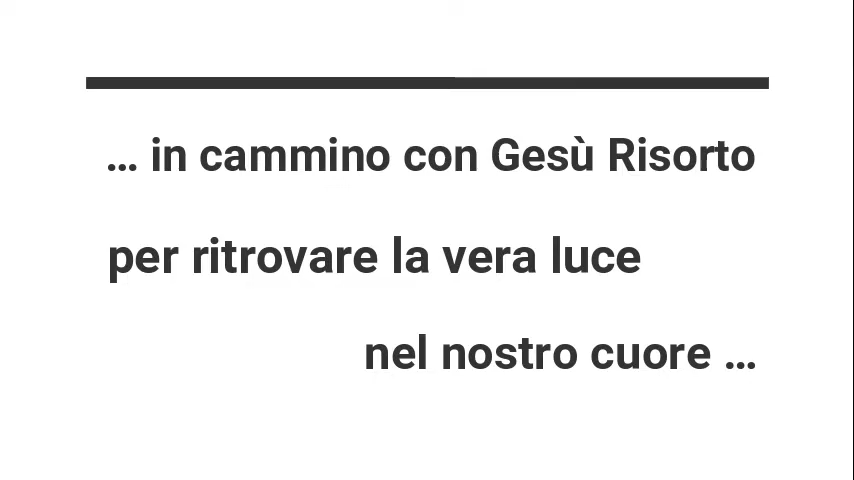 … in cammino con Gesù Risorto
per ritrovare la vera luce
nel nostro cuore …